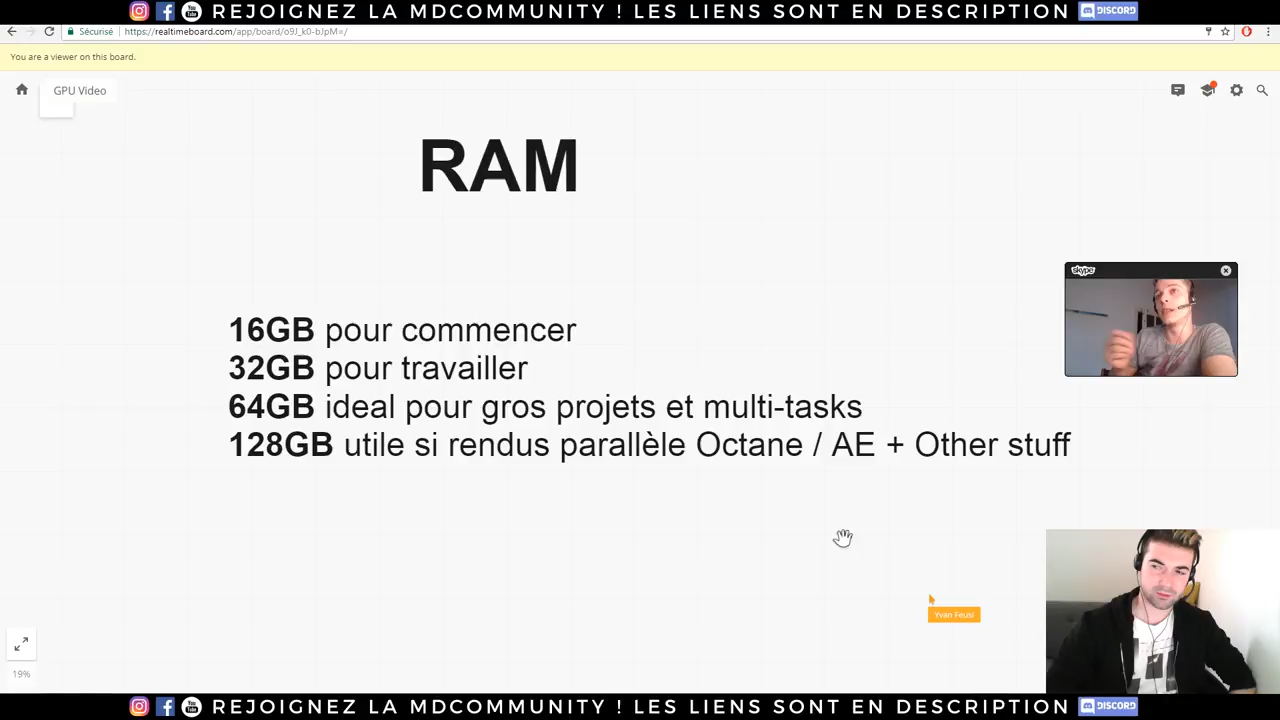 REJOIGNEZ LA MDCOMMUNITY ! LES LIENS SONT EN DESCRIPTION DISCORD
Sécurisé https://realtimeboard.com/app/board/o9J_k0-bJpM=/
You are a viewer on this board.
GPU Video
RAM
skype
16GB pour commencer
32GB pour travailler
64GB ideal pour gros projets et multi-tasks
128GB utile si rendus parallèle Octane / AE + Other stuff
Yvan Feusi
19%
REJOIGNEZ LA MDCOMMUNITY ! LES LIENS SONT EN DESCRIPTION DISCORD